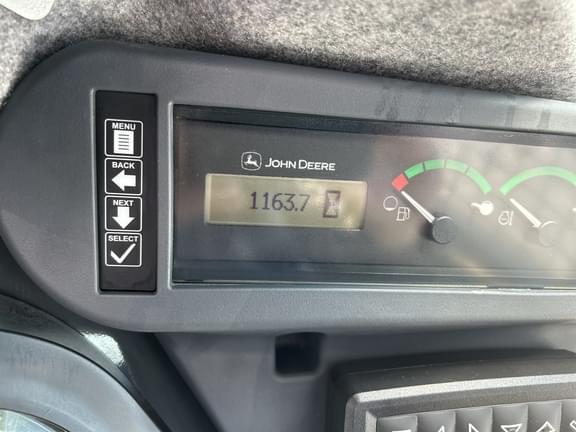 MENU
BACK
NEXT
SELECT
JOHN DEERE
1163.7